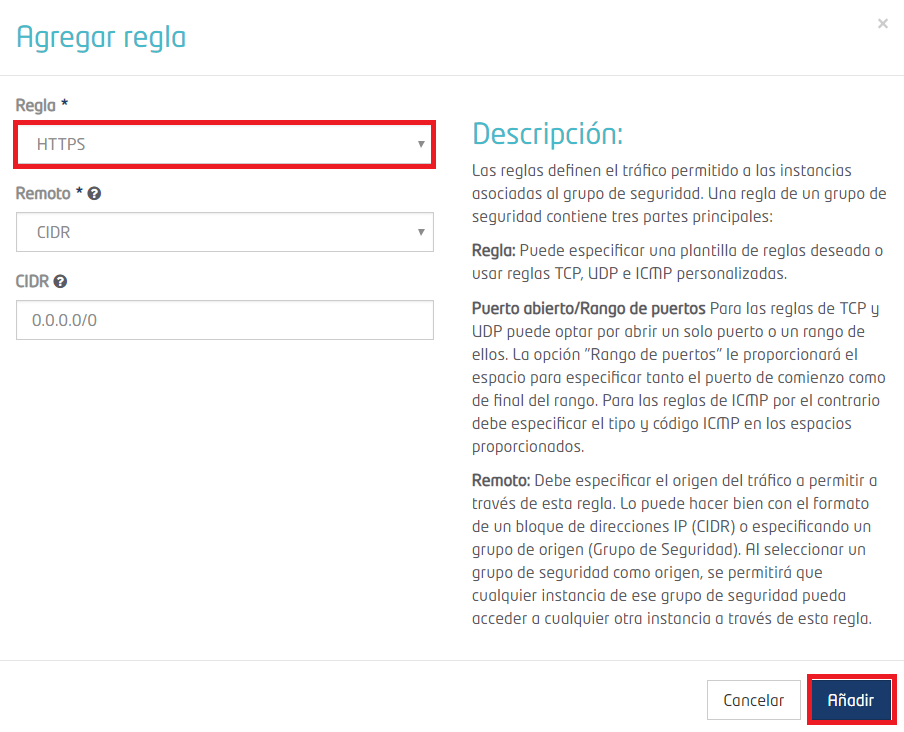 ×
Agregar regla
Regla *
HTTPS
Remoto *
CIDR
CIDR
0.0.0.0/0
Descripción:
Las reglas definen el tráfico permitido a las instancias
asociadas al grupo de seguridad. Una regla de un grupo de
seguridad contiene tres partes principales:
Regla: Puede especificar una plantilla de reglas deseada o
usar reglas TCP, UDP e ICMP personalizadas.
Puerto abierto/Rango de puertos Para las reglas de TCP y
UDP puede optar por abrir un solo puerto o un rango de
ellos. La opción "Rango de puertos" le proporcionará el
espacio para especificar tanto el puerto de comienzo como
de final del rango. Para las reglas de ICMP por el contrario
debe especificar el tipo y código ICMP en los espacios
proporcionados.
Remoto: Debe especificar el origen del tráfico a permitir a
través de esta regla. Lo puede hacer bien con el formato
de un bloque de direcciones IP (CIDR) o especificando un
grupo de origen (Grupo de Seguridad). Al seleccionar un
grupo de seguridad como origen, se permitirá que
cualquier instancia de ese grupo de seguridad pueda
acceder a cualquier otra instancia a través de esta regla.
Cancelar
Añadir